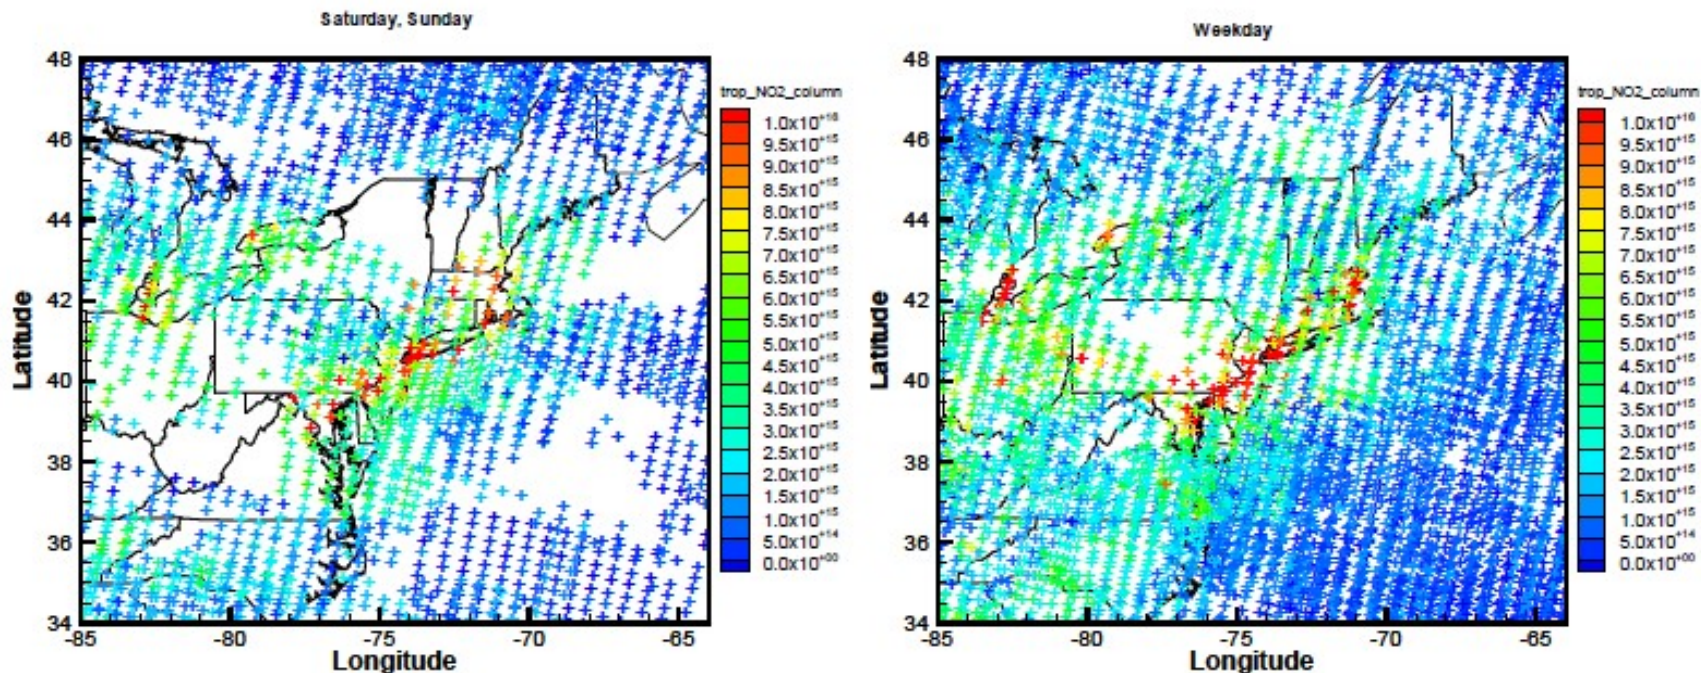 Saturday, Sunday
48
46
44
42
40
38
36
34
-85
-80
-75
-70
-65
Latitude
Longitude
trop_NO2_column
1.0x10+16
9.5x10+15
9.0x10+15
8.5x10+15
8.0x10+15
7.5x10+15
7.0x10+15
6.5x10+15
6.0x10+15
5.5x10+15
5.0x10+15
4.5x10+15
4.0x10+15
3.5x10+15
3.0x10+15
2.5x10+15
2.0x10+15
1.5x10+15
1.0x10+15
5.0x10+14
0.0x10+00
Weekday
48
46
44
42
40
38
36
34
-85
-80
-75
-70
-65
Latitude
Longitude
trop_NO2_column
1.0x10+16
9.5x10+15
9.0x10+15
8.5x10+15
8.0x10+15
7.5x10+15
7.0x10+15
6.5x10+15
6.0x10+15
5.5x10+15
5.0x10+15
4.5x10+15
4.0x10+15
3.5x10+15
3.0x10+15
2.5x10+15
2.0x10+15
1.5x10+15
1.0x10+15
5.0x10+14
0.0x10+00